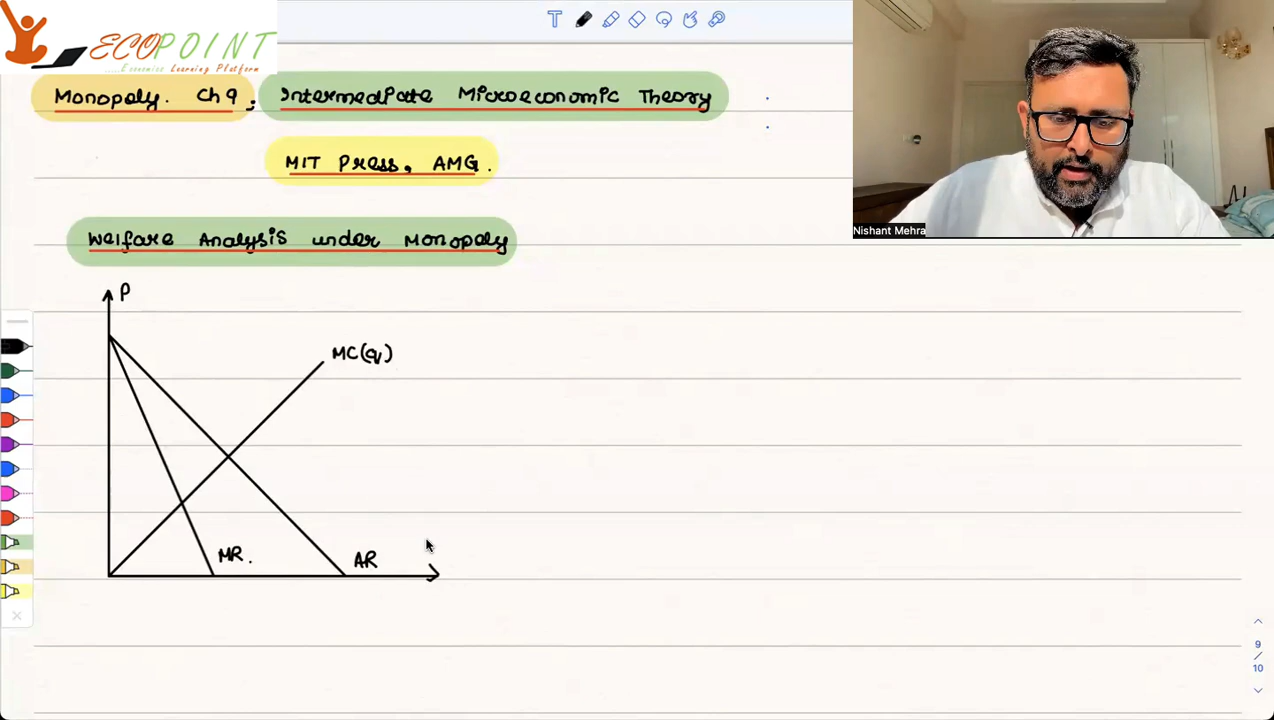 ECOPOINT
.....Economics Learning Platform
Monopoly. Ch 9; Intermediate Microeconomic Theory
MIT Press, AMG.
Welfare Analysis under Monopoly
P
MC(q)
MR.
AR
Nishant Mehra
T
9
/
10